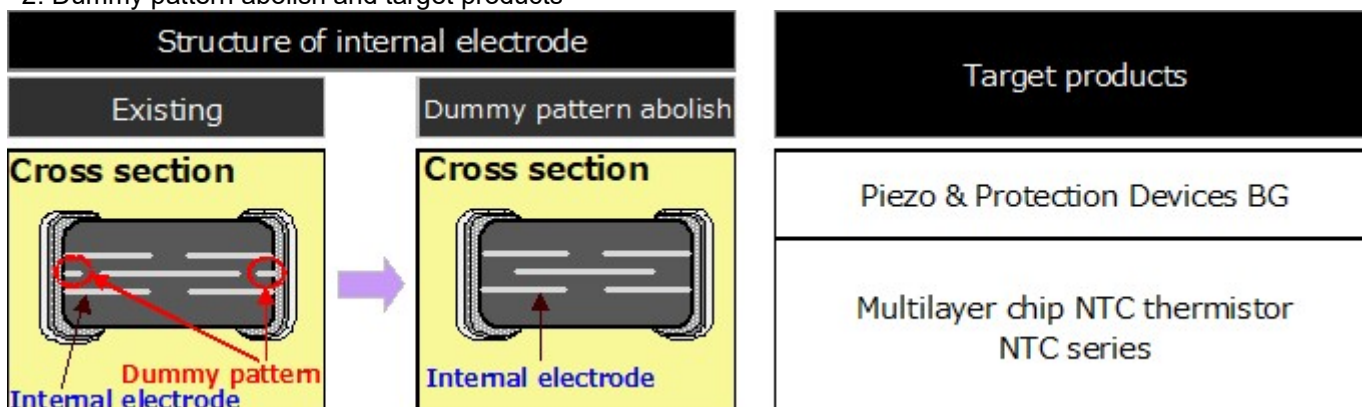 2. Dummy pattern abolish and target products
Structure of internal electrode
Target products
Existing
Dummy pattern abolish
Cross section
Cross section
Piezo & Protection Devices BG
Multilayer chip NTC thermistor
NTC series
Dummy pattern
Internal electrode
Internal electrode